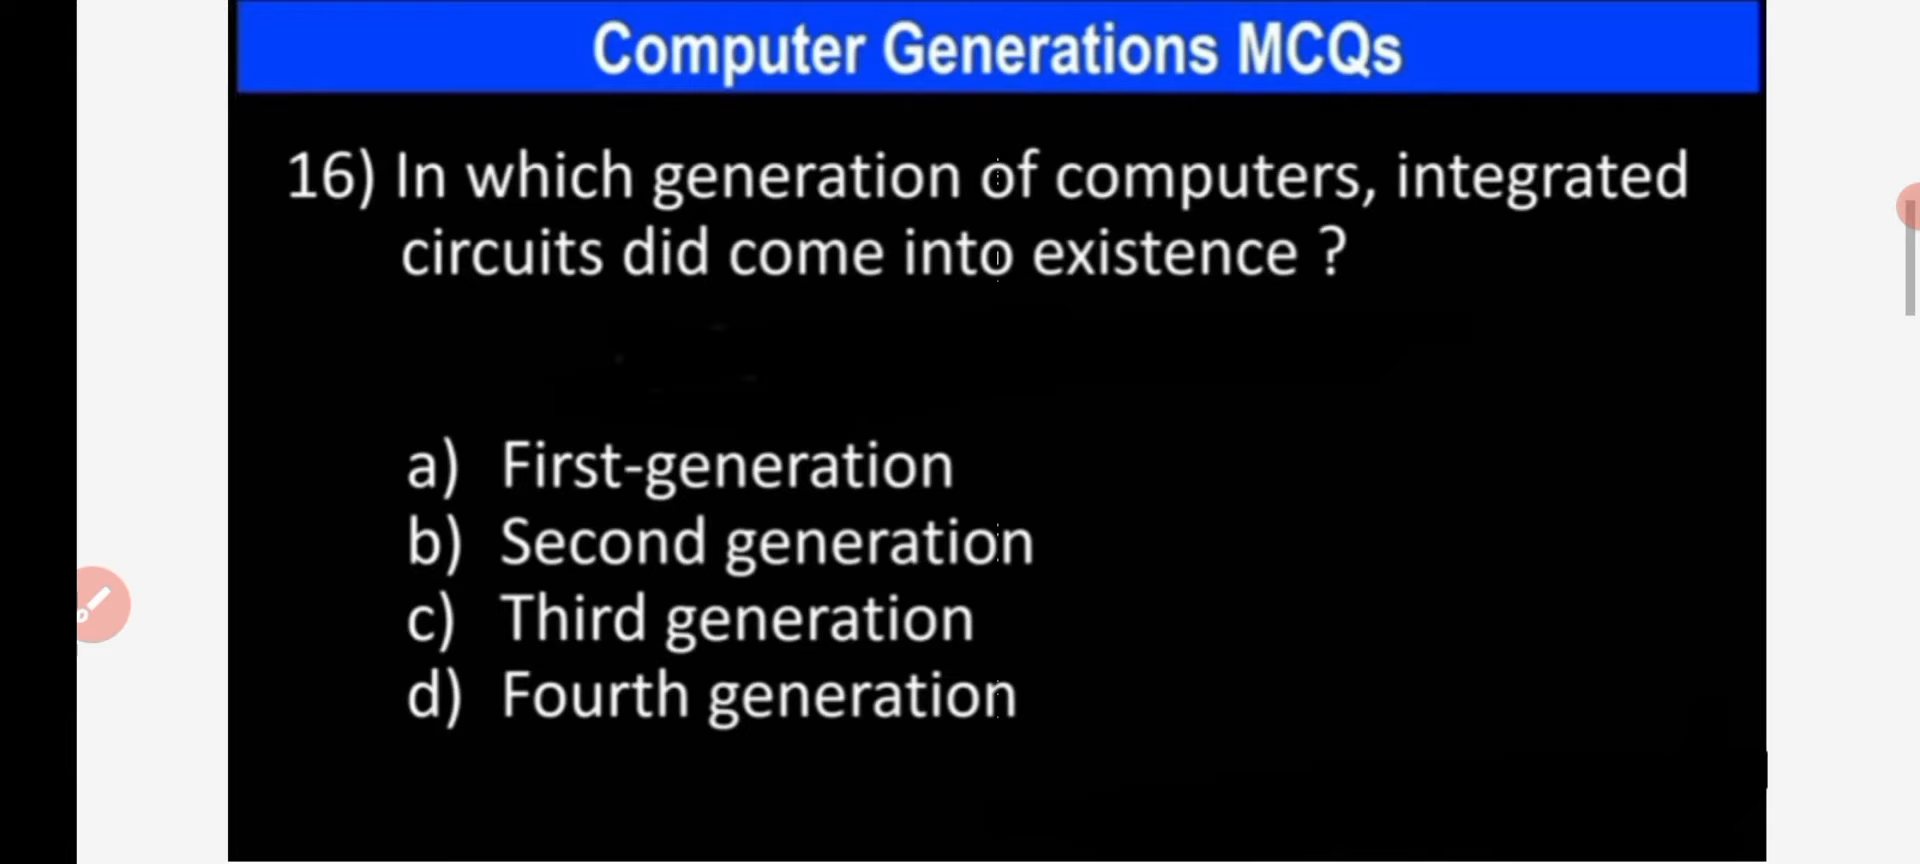 Computer Generations MCQs
16) In which generation of computers, integrated
circuits did come into existence ?
a) First-generation
b) Second generation
c) Third generation
d) Fourth generation